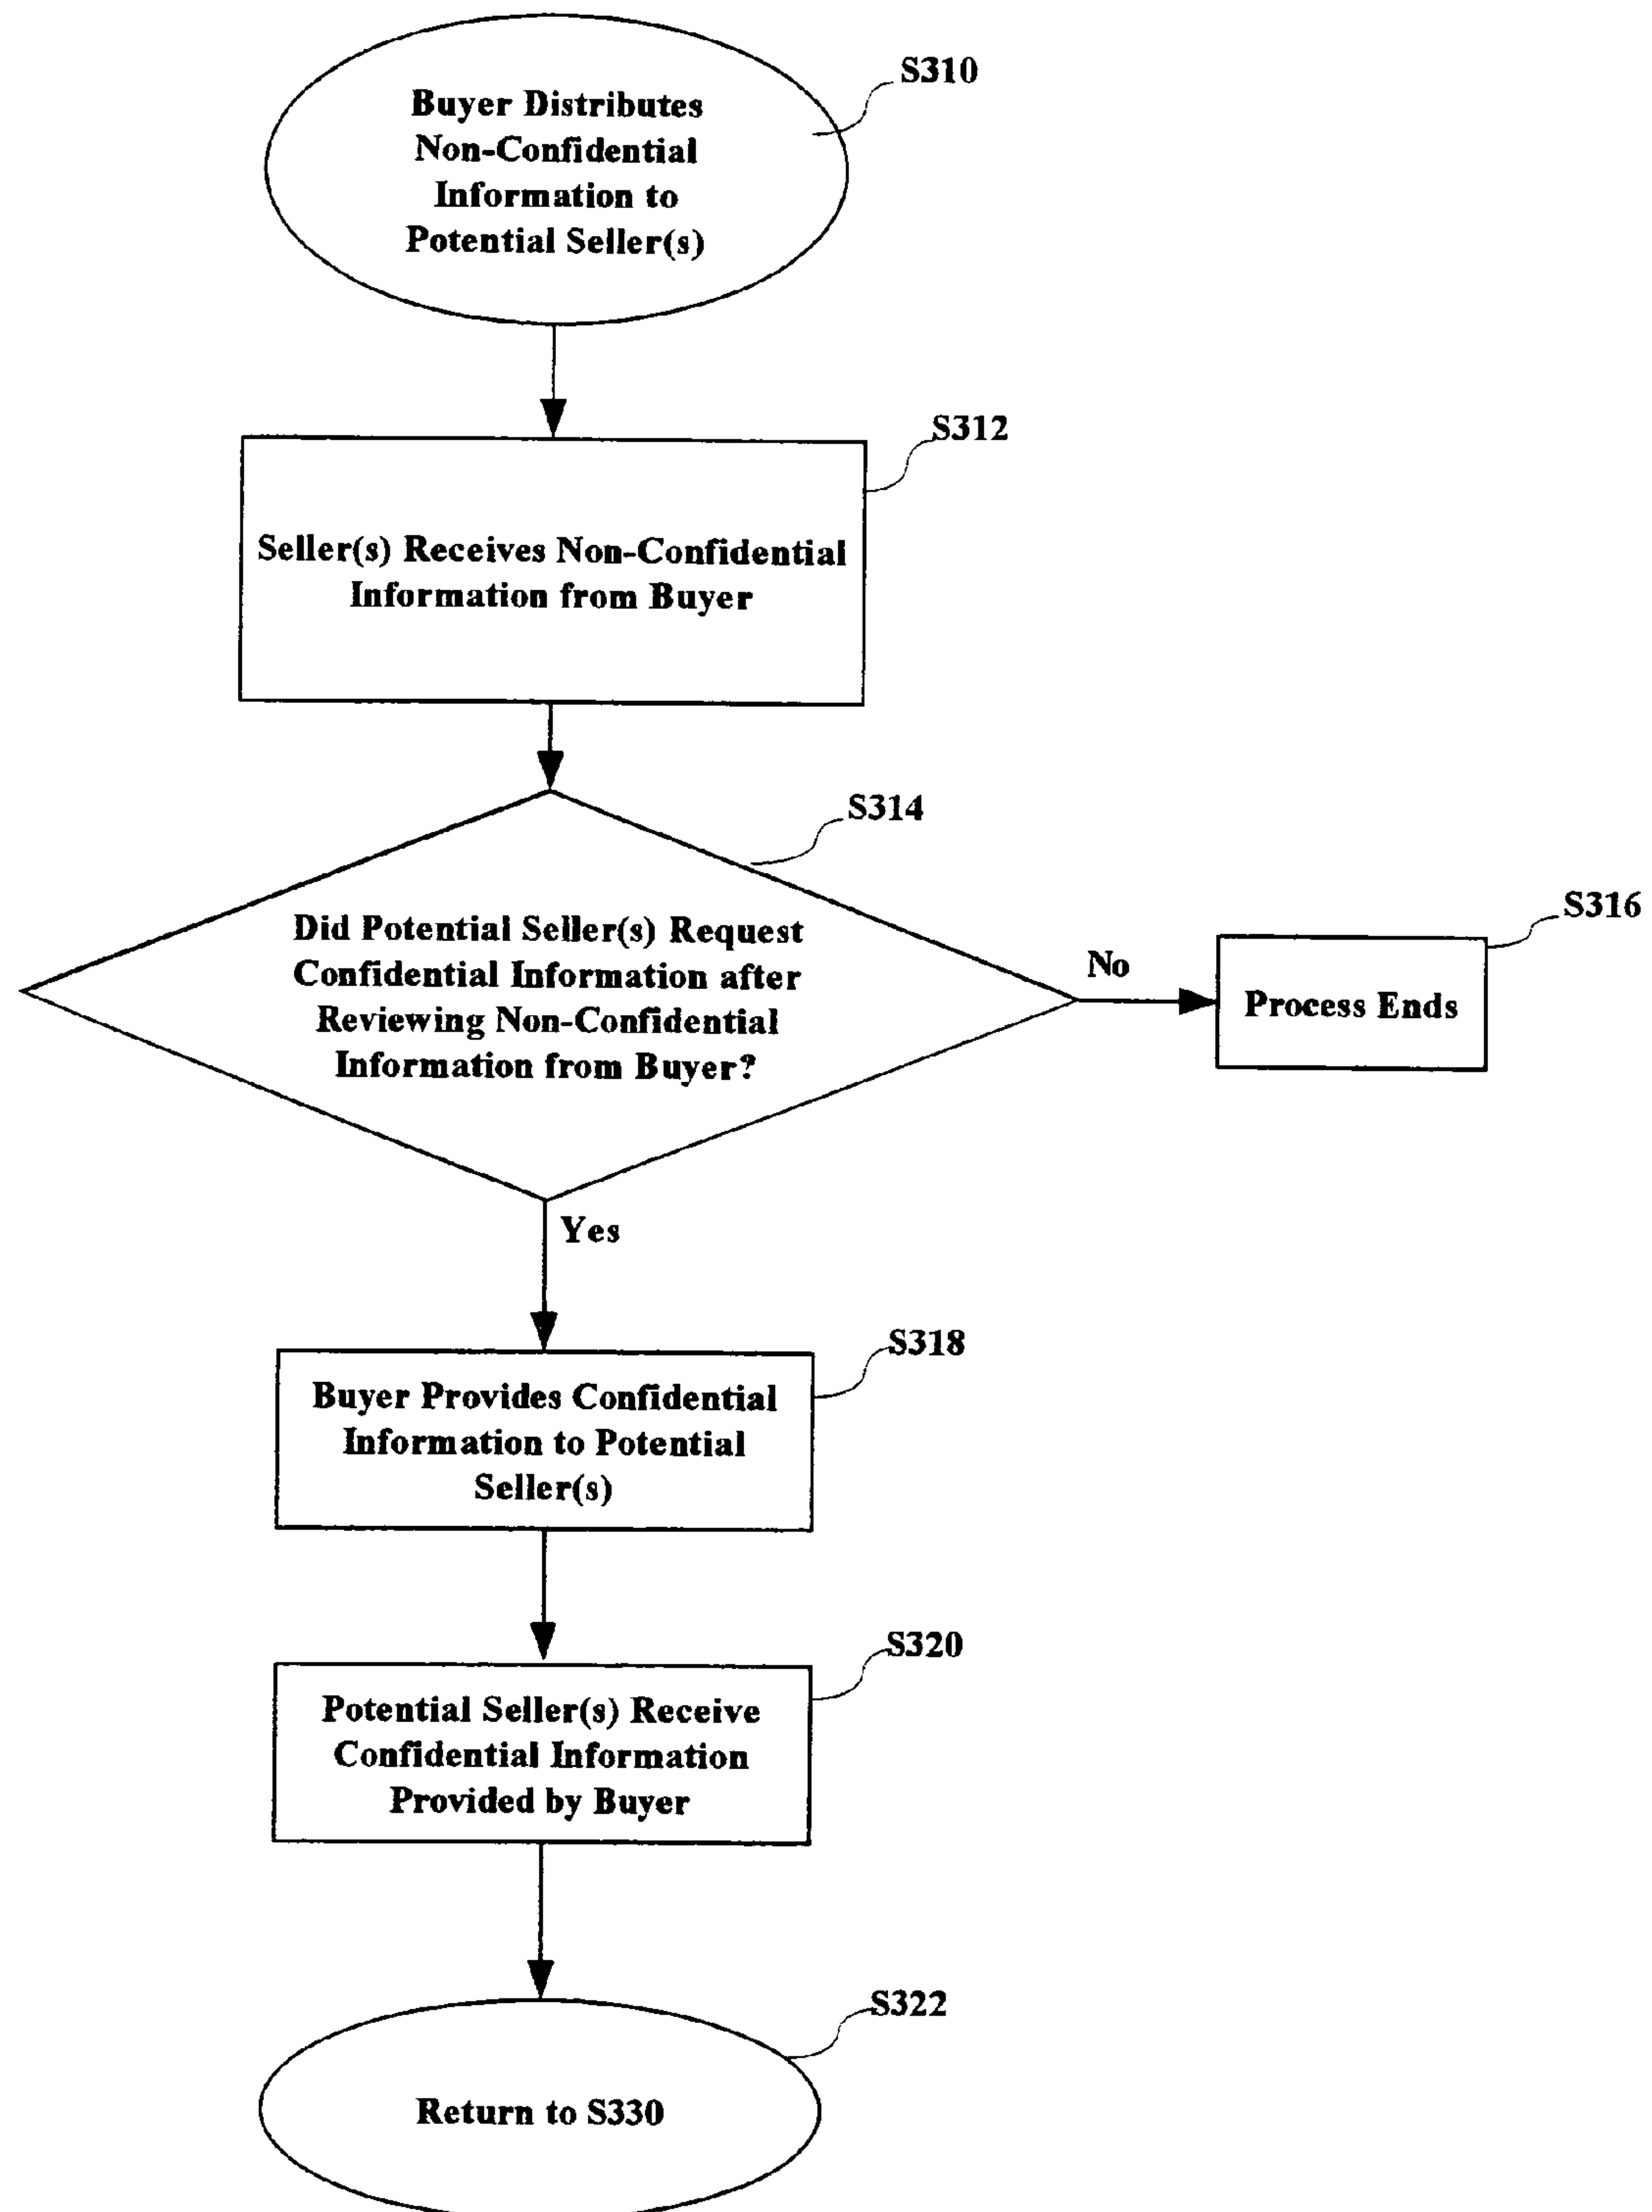 S310
Buyer Distributes
Non-Confidential
Information to
Potential Seller(s)
S312
Seller(s) Receives Non-Confidential
Information from Buyer
S314
Did Potential Seller(s) Request
Confidential Information after
Reviewing Non-Confidential
Information from Buyer?
No
S316
Process Ends
Yes
S318
Buyer Provides Confidential
Information to Potential
Seller(s)
S320
Potential Seller(s) Receive
Confidential Information
Provided by Buyer
S322
Return to S330